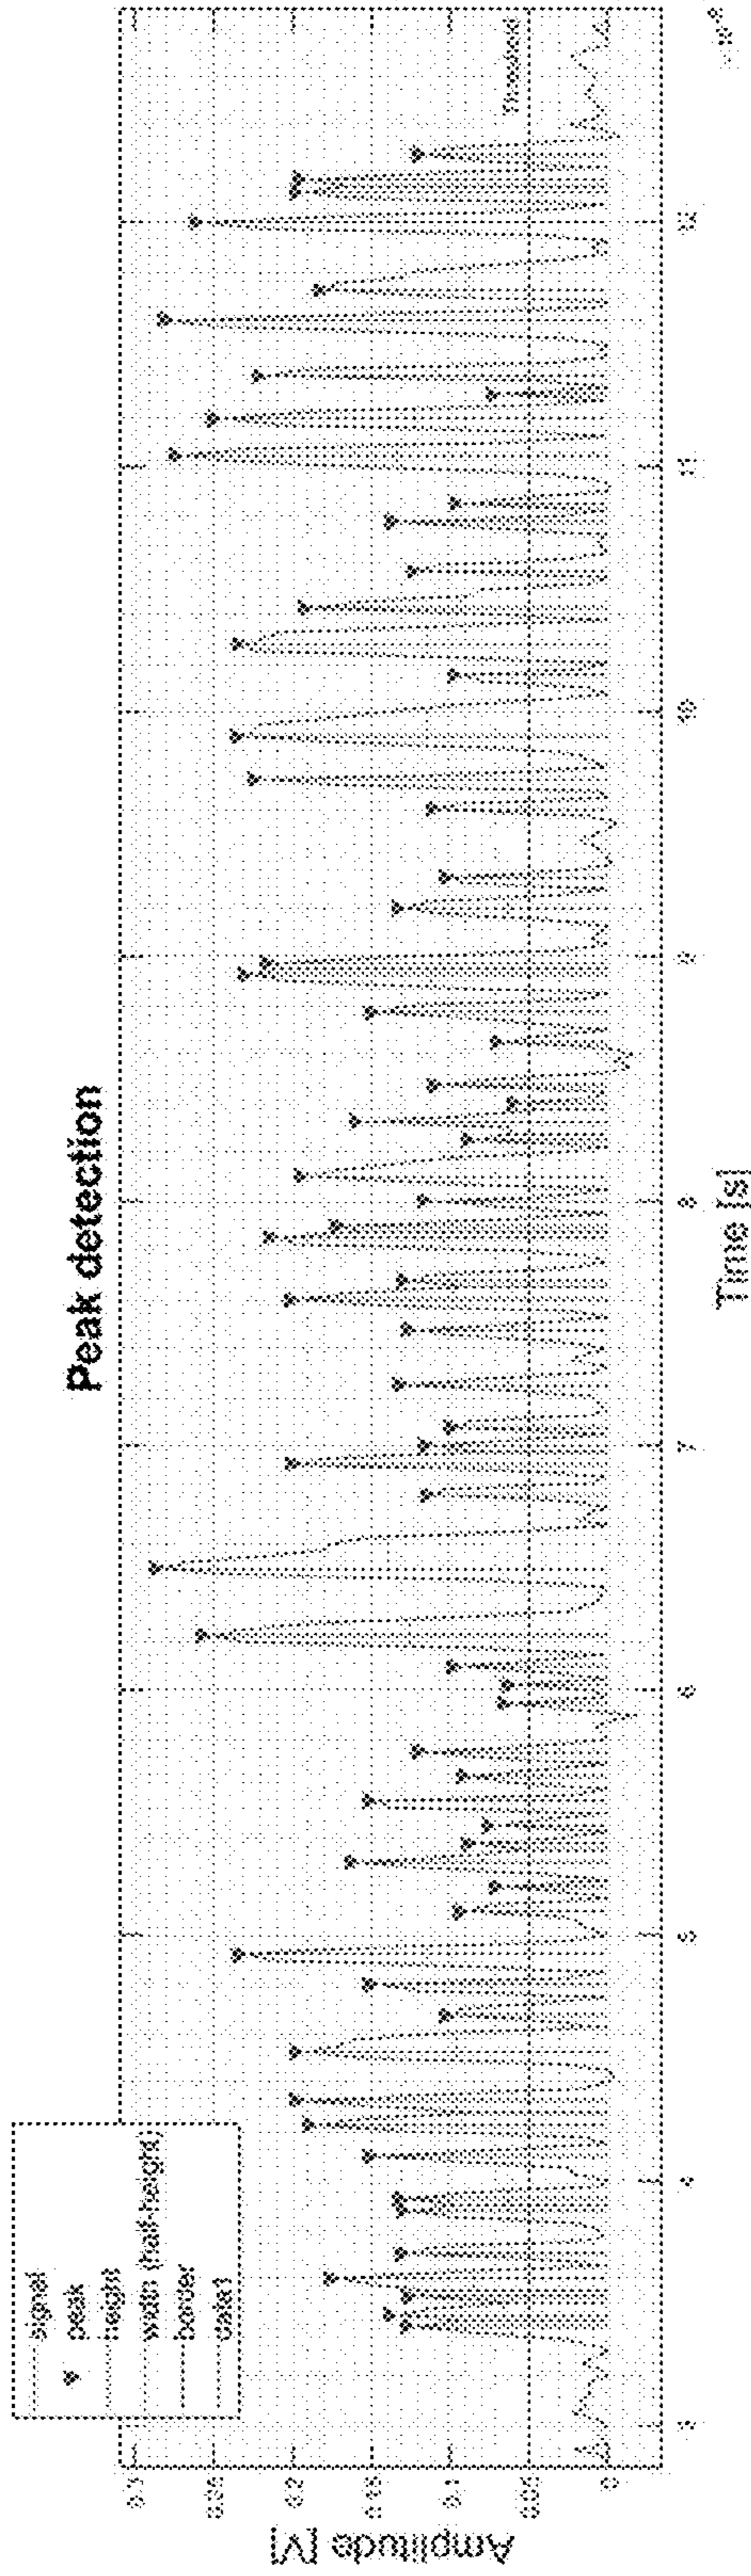 Peak detection
signal
peak
height
width (half-height)
border
Threshold
Amplitude [V]
0.3
0.25
0.2
0.15
0.1
0.05
0
3
4
5
6
7
8
9
10
11
12
Time [s]